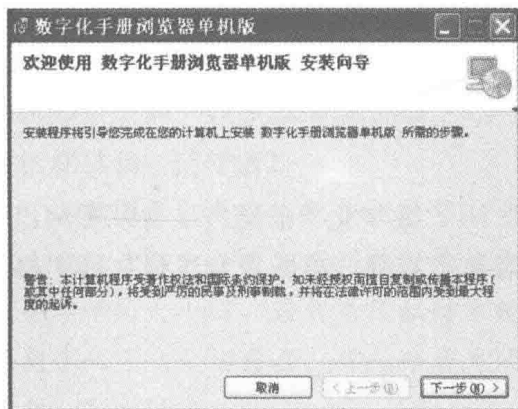 数字化手册浏览器单机版
欢迎使用 数字化手册浏览器单机版 安装向导
安装程序将引导您完成在您的计算机上安装 数字化手册浏览器单机版 所需的步骤。
警告: 本计算机程序受著作权法和国际条约保护。如未经授权而擅自复制或传播本程序(
或其中任何部分),将受到严厉的民事及刑事制裁,并将在法律许可的范围内受到最大程
度的起诉。
取消
< 上一步(B)
下一步(N) >